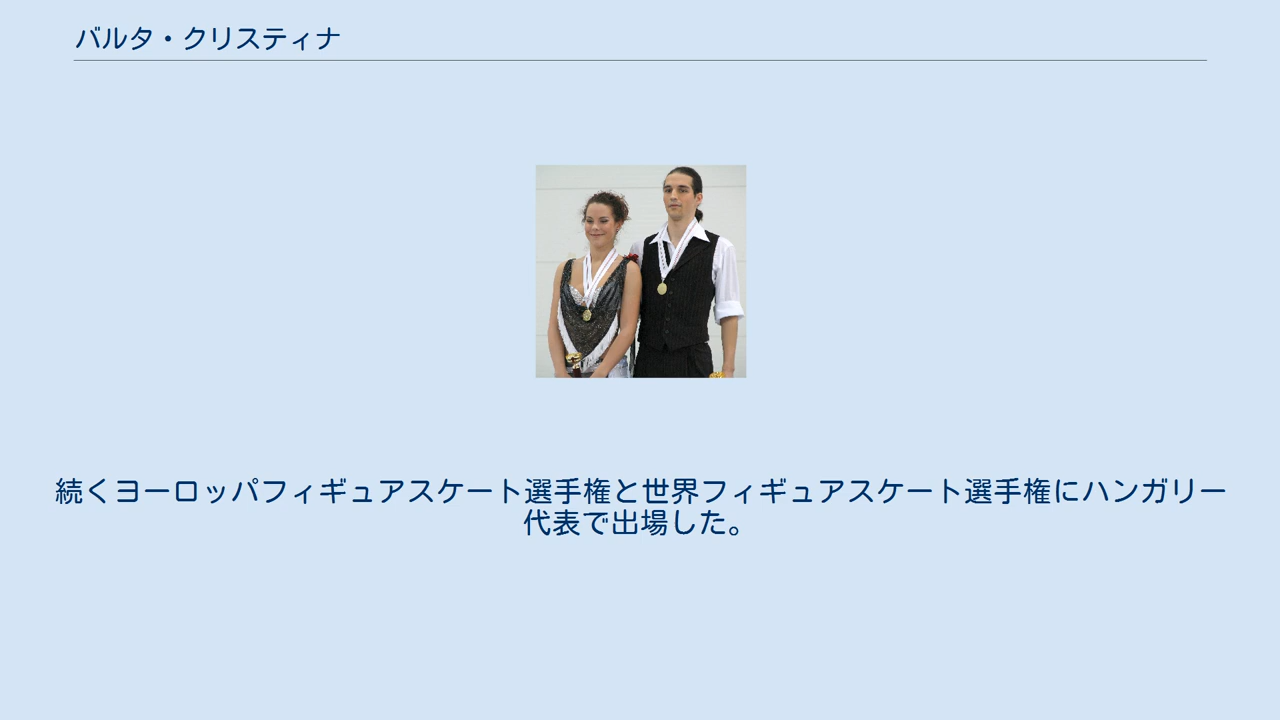 バルタ・クリスティナ
続くヨーロッパフィギュアスケート選手権と世界フィギュアスケート選手権にハンガリー
代表で出場した。